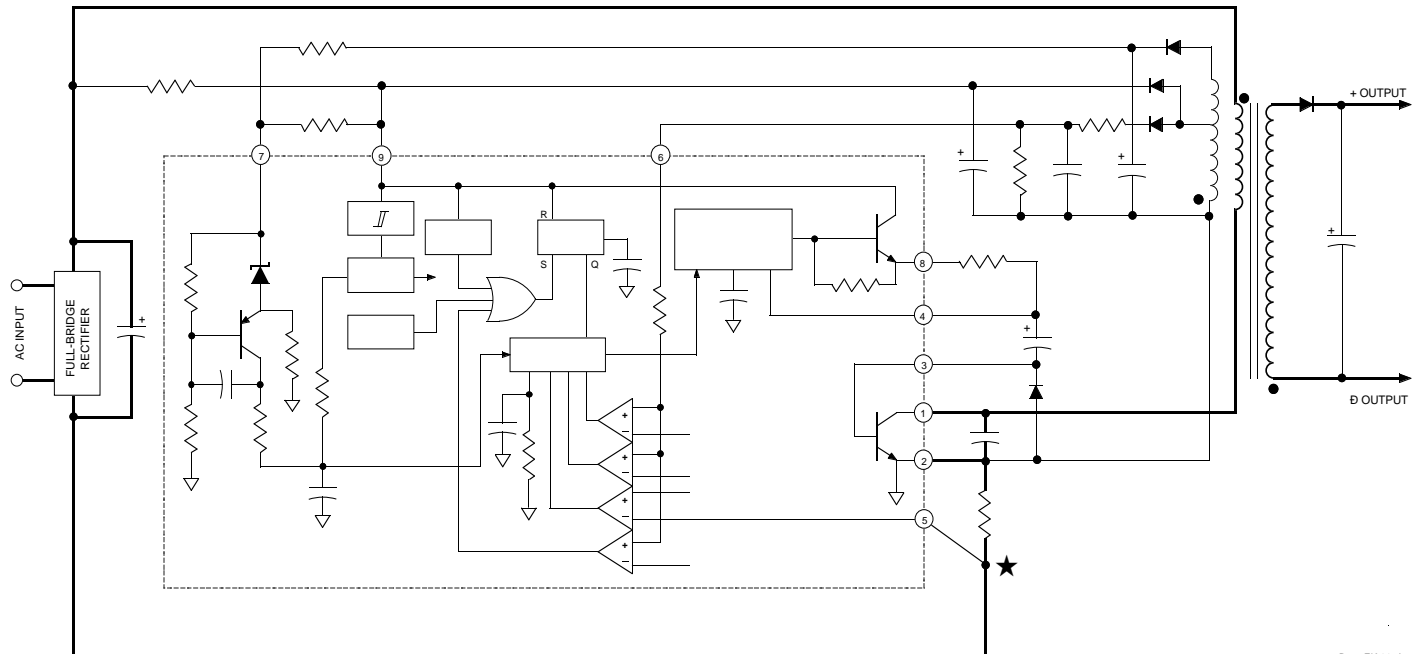 + OUTPUT
7
9
6
R
S
Q
8
4
3
1
2
5
AC INPUT
FULL-BRIDGE
RECTIFIER
Ð OUTPUT